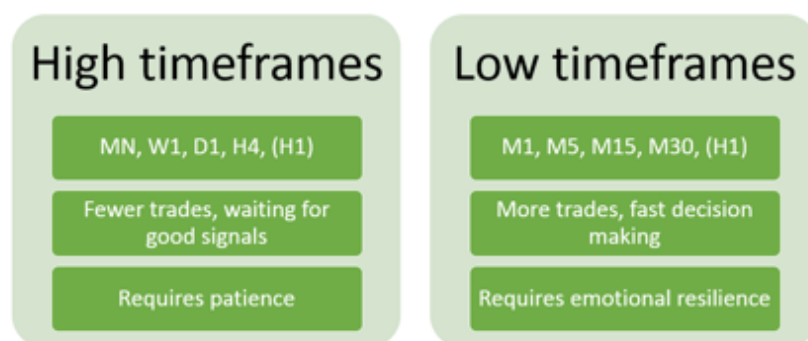 High timeframes
MN, W1, D1, H4, (H1)
Fewer trades, waiting for
good signals
Requires patience
Low timeframes
M1, M5, M15, M30, (H1)
More trades, fast decision
making
Requires emotional resilience